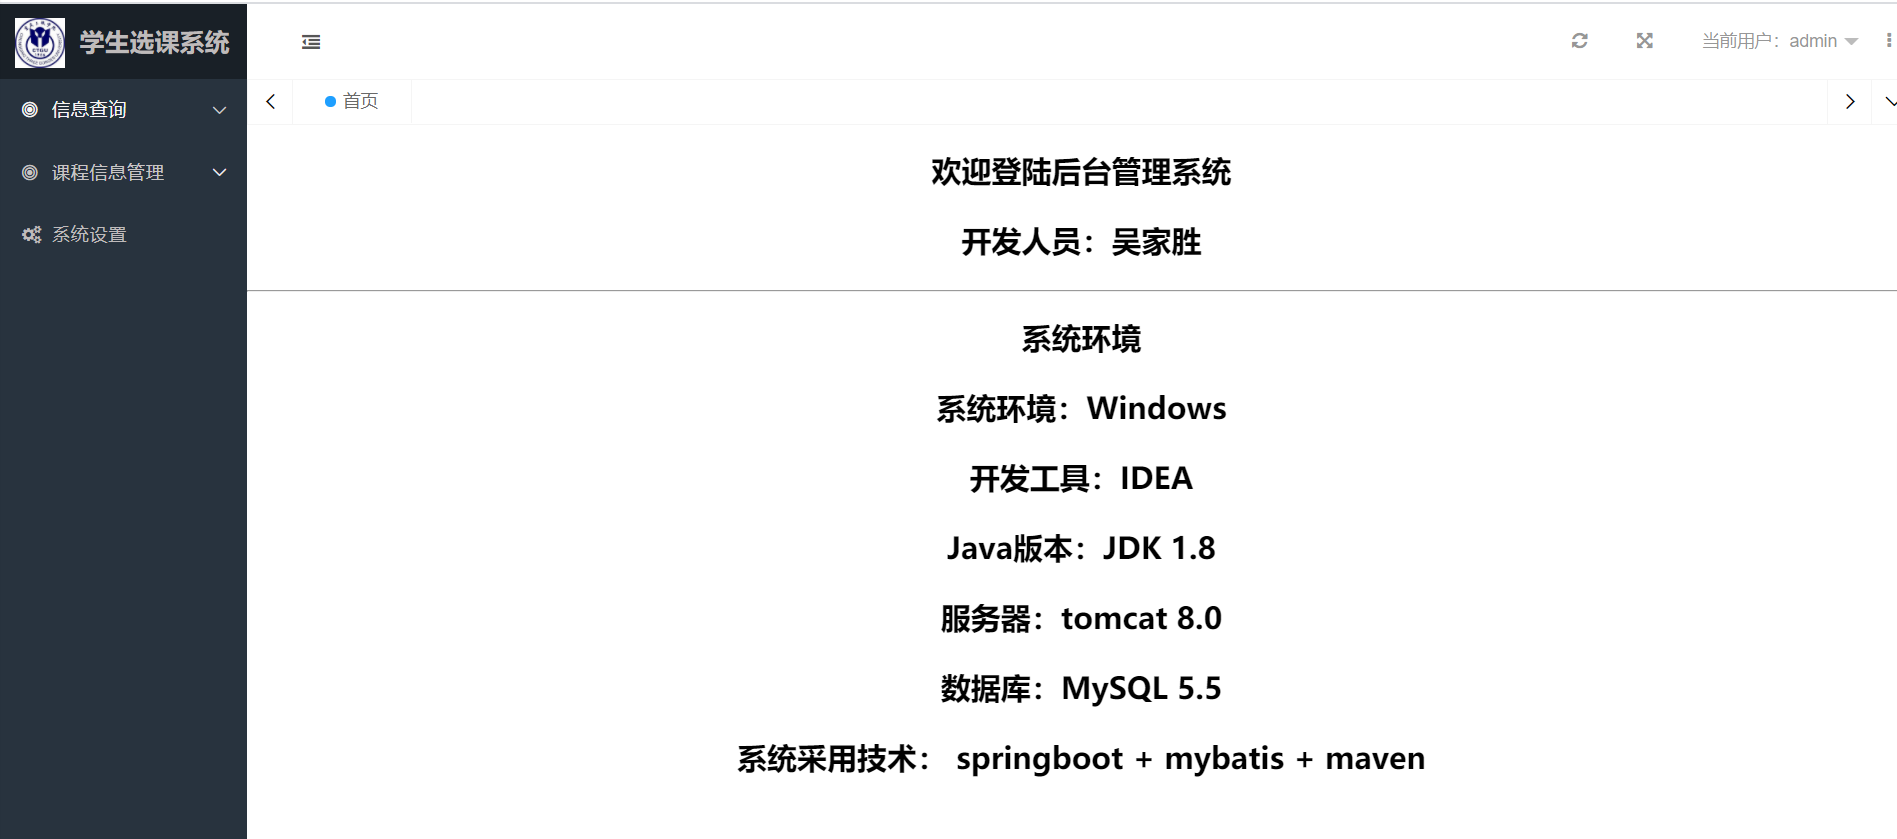 学生选课系统
当前用户：admin
信息查询
首页
课程信息管理
系统设置
欢迎登陆后台管理系统
开发人员：吴家胜
系统环境
系统环境：Windows
开发工具：IDEA
Java版本：JDK 1.8
服务器：tomcat 8.0
数据库：MySQL 5.5
系统采用技术： springboot + mybatis + maven